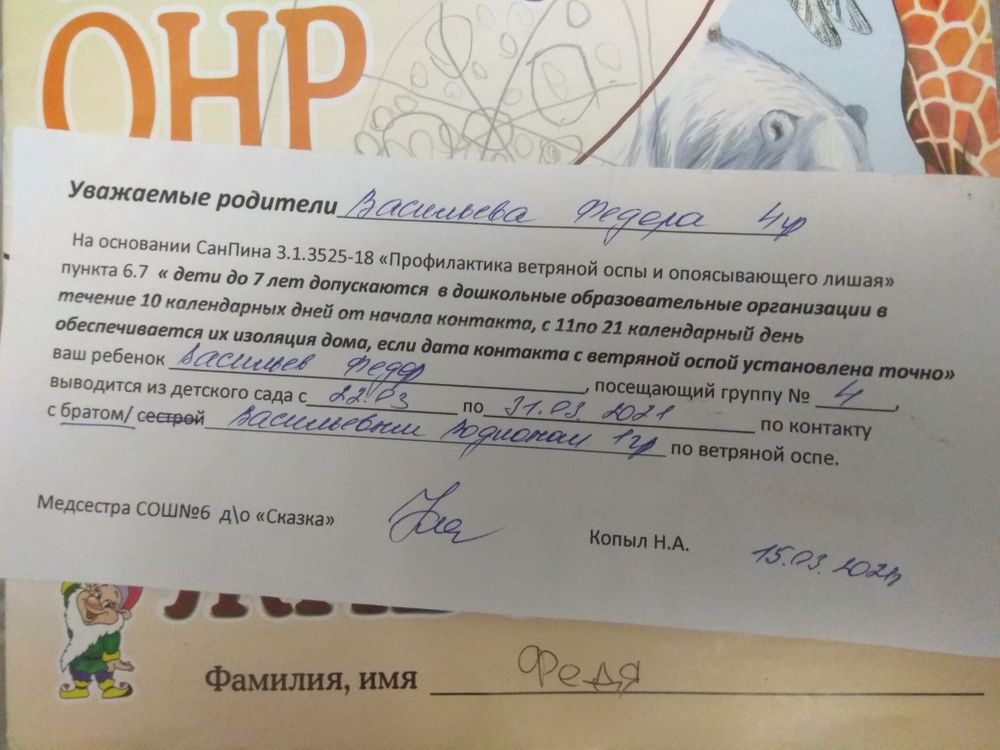 ОНР
Уважаемые родители Васильева Федора 4гр
На основании СанПина 3.1.3525-18 «Профилактика ветряной оспы и опоясывающего лишая»
пункта 6.7 « дети до 7 лет допускаются в дошкольные образовательные организации в
течение 10 календарных дней от начала контакта, с 11по 21 календарный день
обеспечивается их изоляция дома, если дата контакта с ветряной оспой установлена точно»
ваш ребенок Васильев Федор, посещающий группу № 4,
выводится из детского сада с 22.03 по 31.03.2021 по контакту
с братом/ сестрой Васильевым Родионом 1гр по ветряной оспе.
Медсестра СОШ№6 д\о «Сказка» Копыл Н.А. 15.03.2021
Фамилия, имя Федя